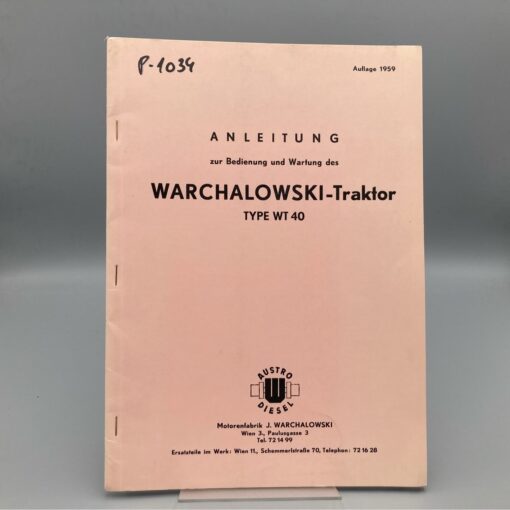 P-1034
Auflage 1959
ANLEITUNG
zur Bedienung und Wartung des
WARCHALOWSKI-Traktor
TYPE WT 40
AUSTRO
W
DIESEL
Motorenfabrik J. WARCHALOWSKI
Wien 3., Paulusgasse 3
Tel. 72 14 99
Ersatzteile im Werk: Wien 11., Schemmerlstraße 70, Telephon: 72 16 28